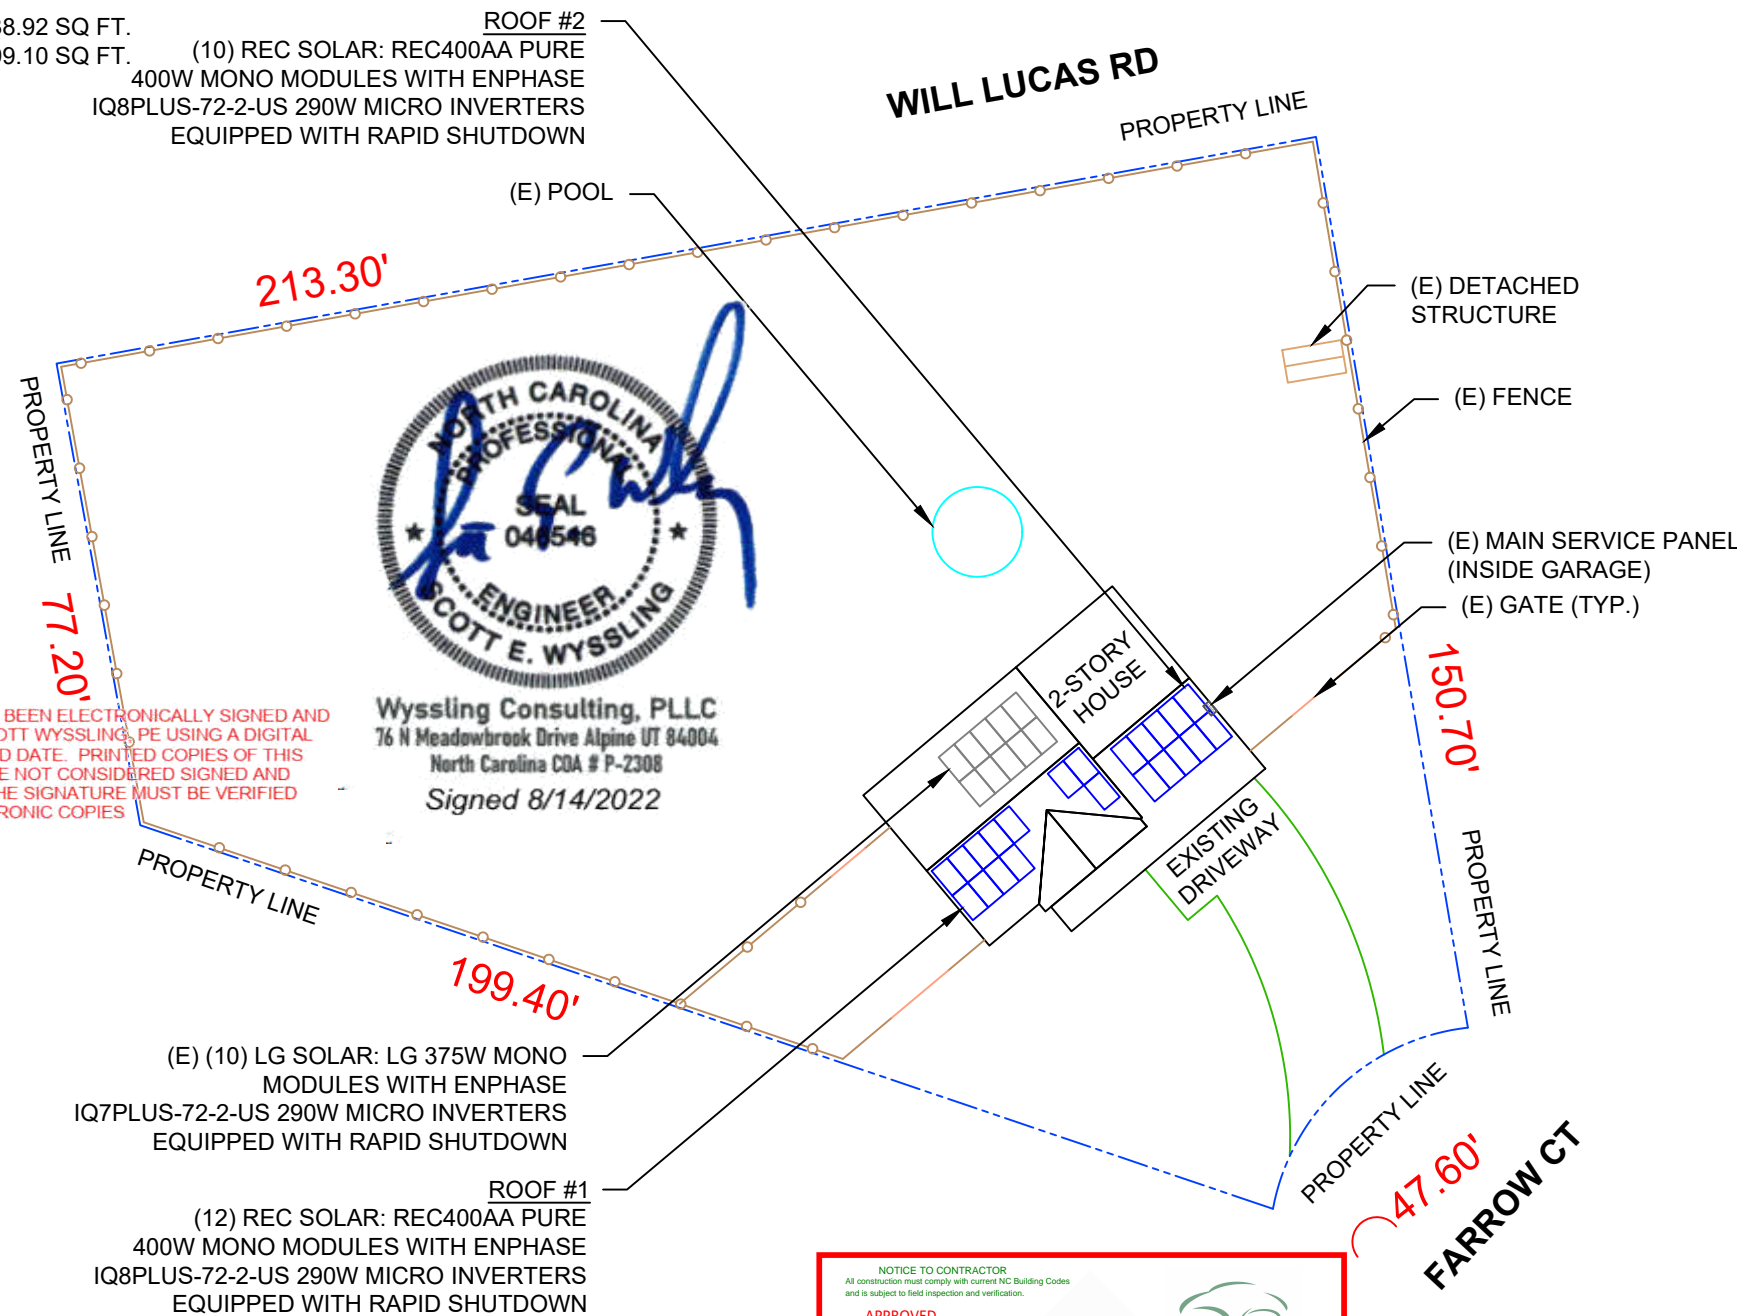 8.92 SQ FT.
9.10 SQ FT.
ROOF #2
(10) REC SOLAR: REC400AA PURE
400W MONO MODULES WITH ENPHASE
IQ8PLUS-72-2-US 290W MICRO INVERTERS
EQUIPPED WITH RAPID SHUTDOWN
(E) POOL
WILL LUCAS RD
PROPERTY LINE
213.30'
(E) DETACHED
STRUCTURE
(E) FENCE
PROPERTY LINE
77.20'
NORTH CAROLINA
PROFESSIONAL
SEAL
046546
ENGINEER
SCOTT E. WYSSLING
Wyssling Consulting, PLLC
76 N Meadowbrook Drive Alpine UT 84004
North Carolina COA # P-2308
Signed 8/14/2022
BEEN ELECTRONICALLY SIGNED AND
OTT WYSSLING, PE USING A DIGITAL
D DATE. PRINTED COPIES OF THIS
E NOT CONSIDERED SIGNED AND
HE SIGNATURE MUST BE VERIFIED
RONIC COPIES
(E) MAIN SERVICE PANEL
(INSIDE GARAGE)
(E) GATE (TYP.)
2-STORY
HOUSE
150.70'
EXISTING
DRIVEWAY
PROPERTY LINE
PROPERTY LINE
199.40'
(E) (10) LG SOLAR: LG 375W MONO
MODULES WITH ENPHASE
IQ7PLUS-72-2-US 290W MICRO INVERTERS
EQUIPPED WITH RAPID SHUTDOWN
PROPERTY LINE
47.60'
FARROW CT
ROOF #1
(12) REC SOLAR: REC400AA PURE
400W MONO MODULES WITH ENPHASE
IQ8PLUS-72-2-US 290W MICRO INVERTERS
EQUIPPED WITH RAPID SHUTDOWN
NOTICE TO CONTRACTOR
All construction must comply with current NC Building Codes
and is subject to field inspection and verification.
APPROVED